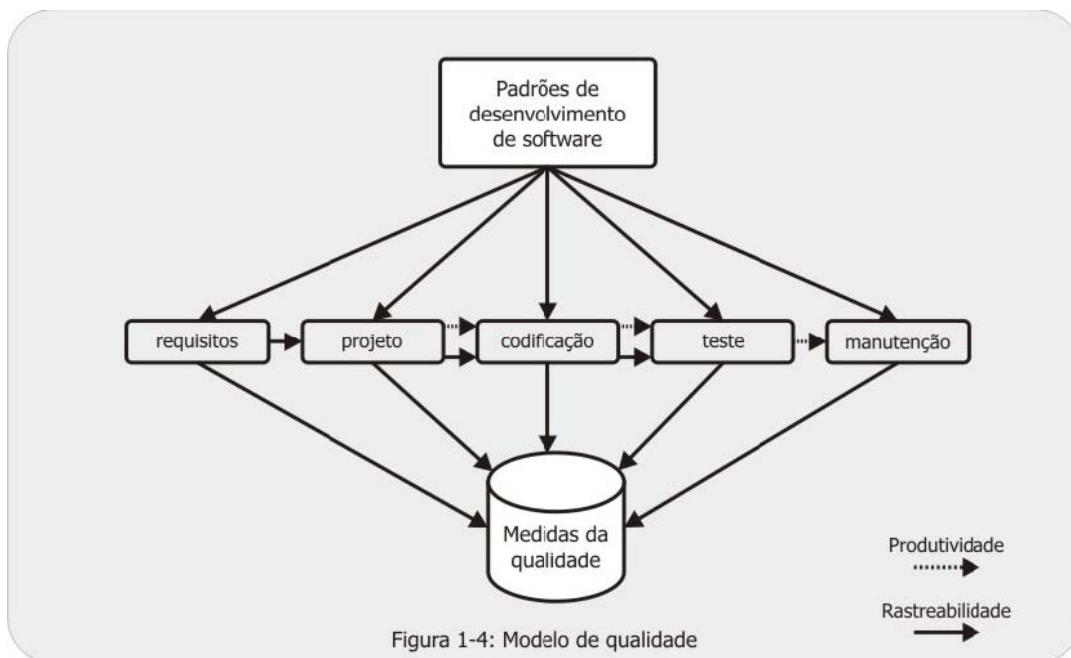 Padrões de
desenvolvimento
de software
requisitos
projeto
codificação
teste
manutenção
Medidas da
qualidade
Produtividade
Rastreabilidade
Figura 1-4: Modelo de qualidade